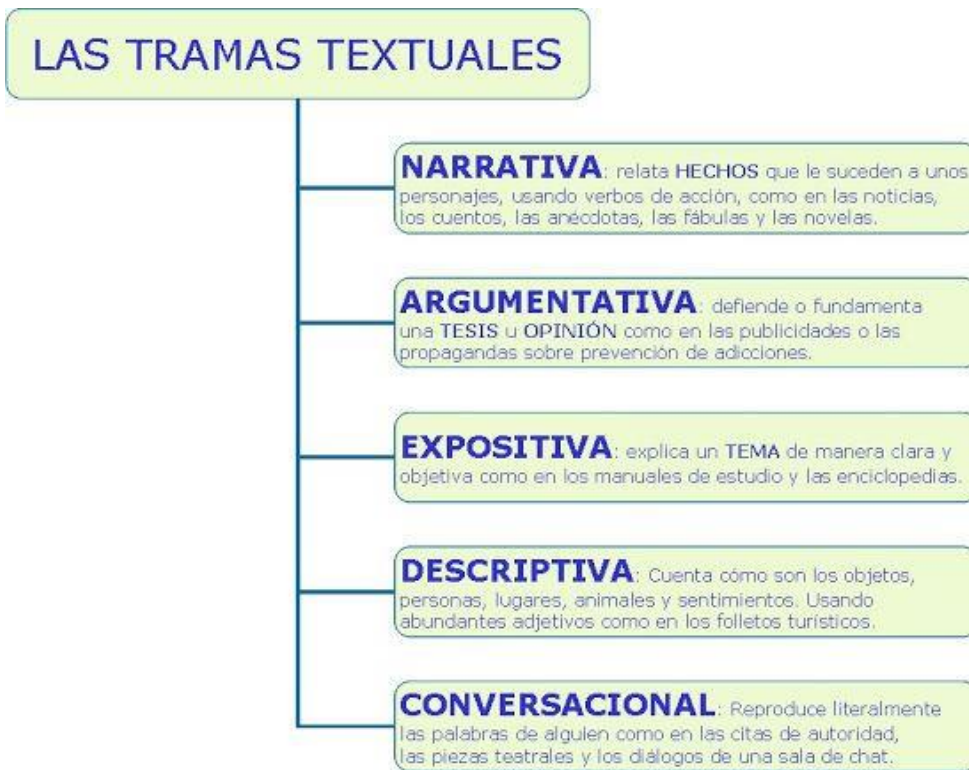 LAS TRAMAS TEXTUALES
NARRATIVA: relata HECHOS que le suceden a unos
personajes, usando verbos de acción, como en las noticias,
los cuentos, las anécdotas, las fábulas y las novelas.
ARGUMENTATIVA: defiende o fundamenta
una TESIS u OPINIÓN como en las publicidades o las
propagandas sobre prevención de adicciones.
EXPOSITIVA: explica un TEMA de manera clara y
objetiva como en los manuales de estudio y las enciclopedias.
DESCRIPTIVA: Cuenta cómo son los objetos,
personas, lugares, animales y sentimientos. Usando
abundantes adjetivos como en los folletos turísticos.
CONVERSACIONAL: Reproduce literalmente
las palabras de alguien como en las citas de autoridad,
las piezas teatrales y los diálogos de una sala de chat.